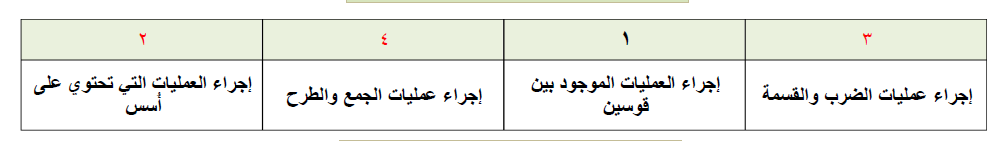 ٣ ١ ٤ ٢
إجراء عمليات الضرب والقسمة
إجراء العمليات الموجود بين
قوسين
إجراء عمليات الجمع والطرح
إجراء العمليات التي تحتوي على
أسس